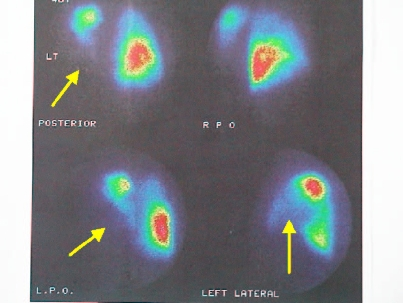 LT
POSTERIOR
R P O
L.P.O.
LEFT LATERAL